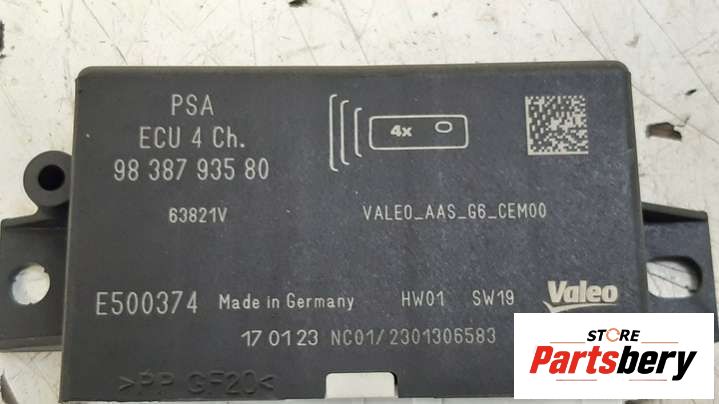 PSA
ECU 4 Ch.
98 387 935 80
4x
63821V
VALEO_AAS_G6_CEM00
E500374 Made in Germany HW01 SW19 Valeo
17 01 23 NC01/2301306583
>PP GF20<
STORE
Partsbery